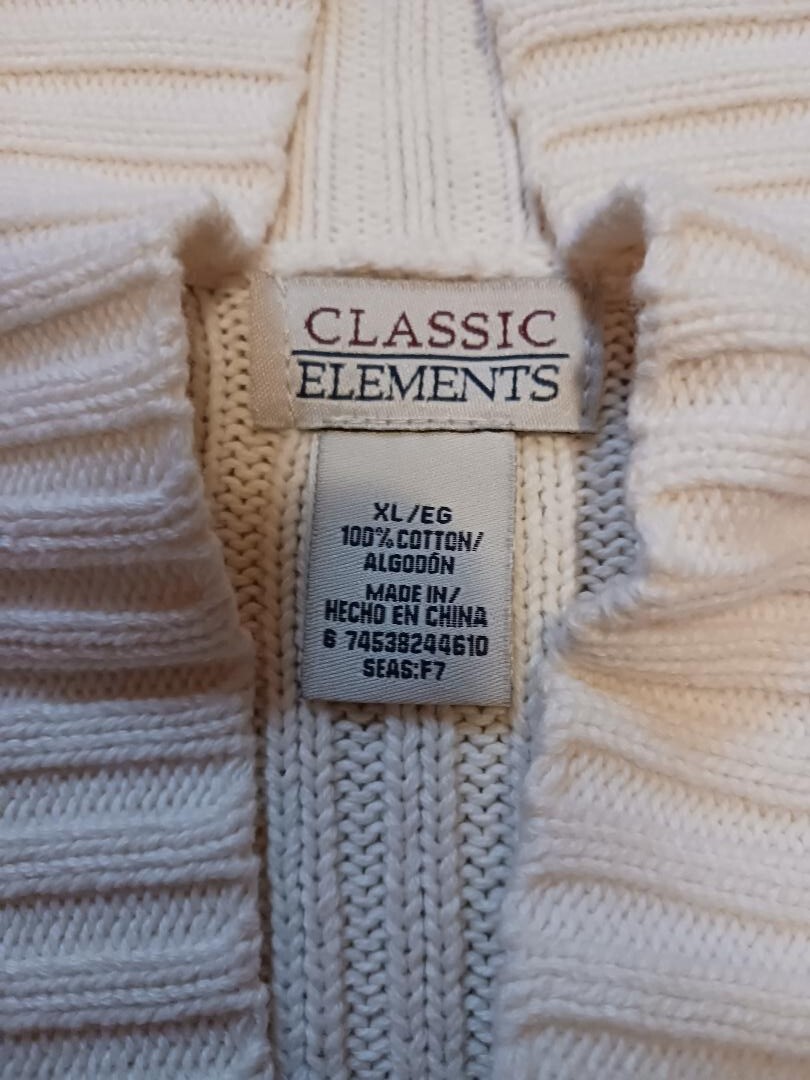 CLASSIC
ELEMENTS
XL/EG
100% COTTON/
ALGODÓN
MADE IN/
HECHO EN CHINA
6 74538244610
SEAS:F7